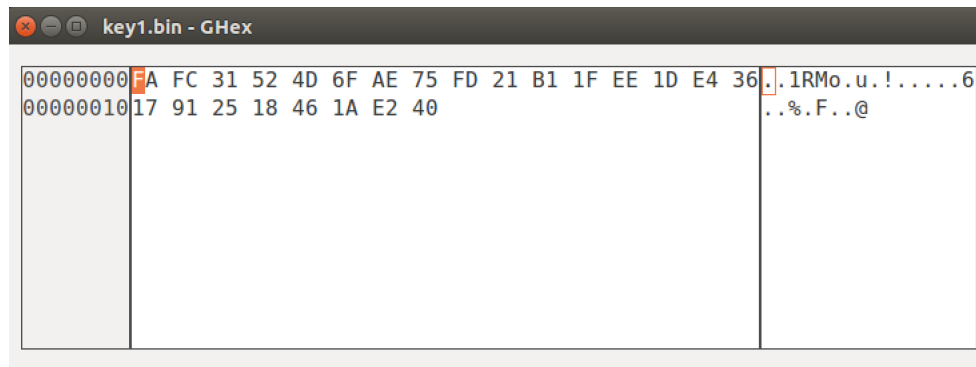 key1.bin - GHex
00000000 FA FC 31 52 4D 6F AE 75 FD 21 B1 1F EE 1D E4 36 ..1RMo.u.!.....6
00000010 17 91 25 18 46 1A E2 40 ..%.F..@